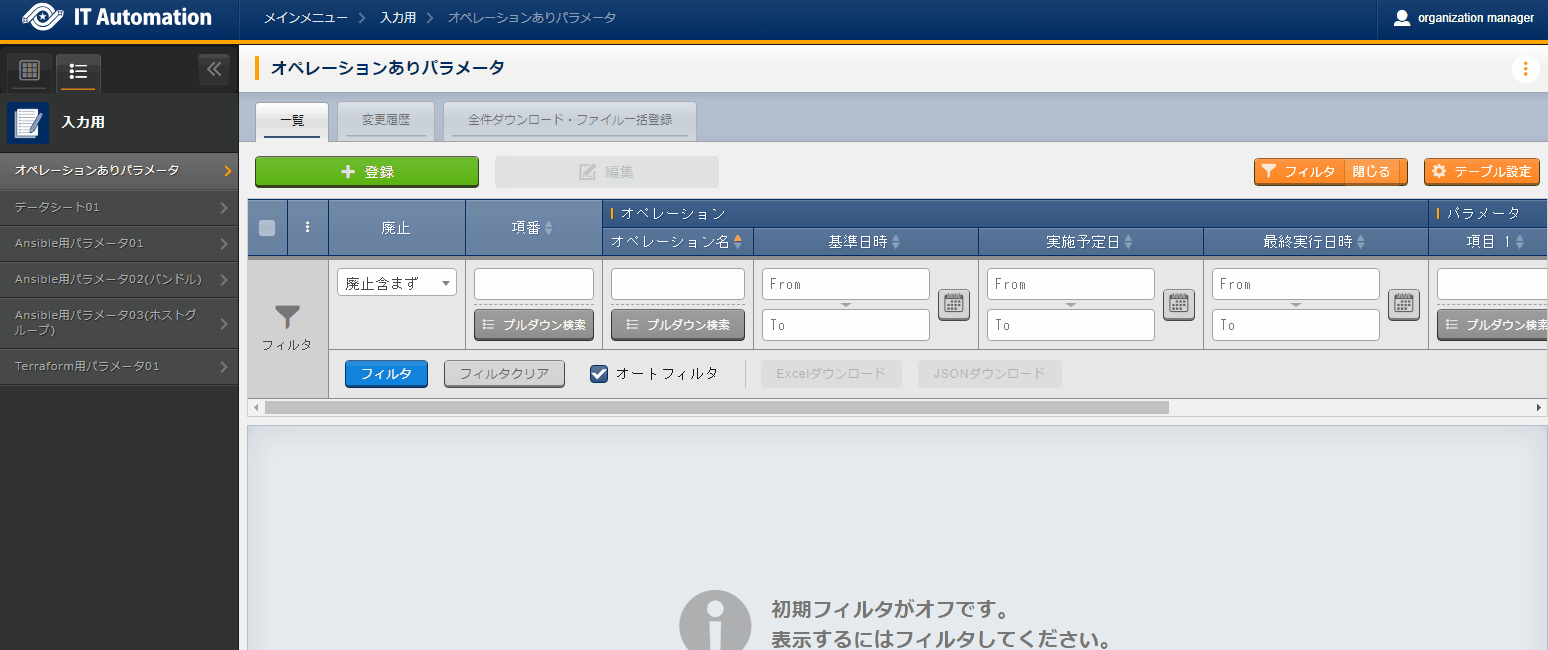 IT Automation
メインメニュー 入力用 オペレーションありパラメータ
organization manager
入力用
オペレーションありパラメータ
データシート01
Ansible用パラメータ01
Ansible用パラメータ02(バンドル)
Ansible用パラメータ03(ホストグ
ループ)
Terraform用パラメータ01
オペレーションありパラメータ
一覧 変更履歴 全件ダウンロード・ファイル一括登録
登録 編集 フィルタ 閉じる テーブル設定
廃止 項番 オペレーション パラメータ
オペレーション名 基準日時 実施予定日 最終実行日時 項目 1
フィルタ
廃止含まず From From From
プルダウン検索 プルダウン検索 To To To プルダウン検索
フィルタ フィルタクリア オートフィルタ Excelダウンロード JSONダウンロード
初期フィルタがオフです。
表示するにはフィルタしてください。